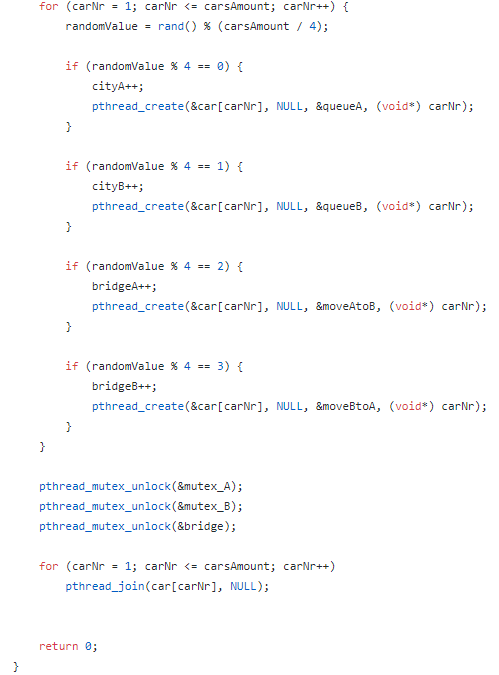 for (carNr = 1; carNr <= carsAmount; carNr++) {
randomValue = rand() % (carsAmount / 4);
if (randomValue % 4 == 0) {
cityA++;
pthread_create(&car[carNr], NULL, &queueA, (void*) carNr);
}
if (randomValue % 4 == 1) {
cityB++;
pthread_create(&car[carNr], NULL, &queueB, (void*) carNr);
}
if (randomValue % 4 == 2) {
bridgeA++;
pthread_create(&car[carNr], NULL, &moveAtoB, (void*) carNr);
}
if (randomValue % 4 == 3) {
bridgeB++;
pthread_create(&car[carNr], NULL, &moveBtoA, (void*) carNr);
}
}
pthread_mutex_unlock(&mutex_A);
pthread_mutex_unlock(&mutex_B);
pthread_mutex_unlock(&bridge);
for (carNr = 1; carNr <= carsAmount; carNr++)
pthread_join(car[carNr], NULL);
return 0;
}